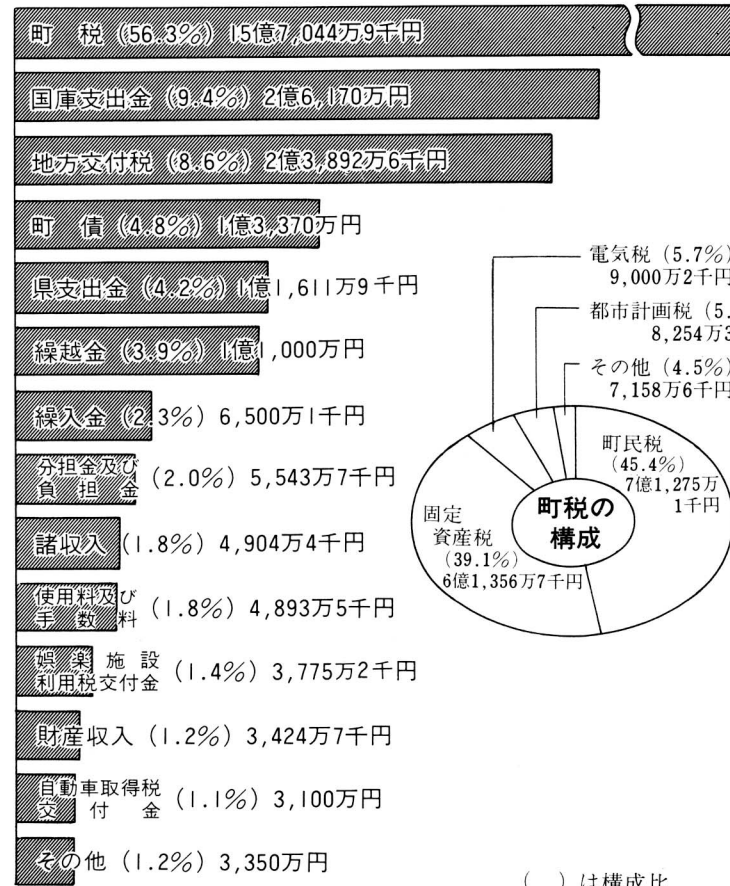 町 税 (56.3%) 15億7,044万9千円
国庫支出金 (9.4%) 2億6,170万円
地方交付税 (8.6%) 2億3,892万6千円
町 債 (4.8%) 1億3,370万円
県支出金 (4.2%) 1億1,611万9千円
繰越金 (3.9%) 1億1,000万円
繰入金 (2.3%) 6,500万1千円
分担金及び
負担金 (2.0%) 5,543万7千円
諸収入 (1.8%) 4,904万4千円
使用料及び
手数料 (1.8%) 4,893万5千円
娯楽施設
利用税交付金 (1.4%) 3,775万2千円
財産収入 (1.2%) 3,424万7千円
自動車取得税
交付金 (1.1%) 3,100万円
その他 (1.2%) 3,350万円
電気税 (5.7%)
9,000万2千円
都市計画税 (5.
8,254万3
その他 (4.5%)
7,158万6千円
町民税
(45.4%)
7億1,275万
1千円
固定
資産税
(39.1%)
6億1,356万7千円
町税の
構成
( )は構成比